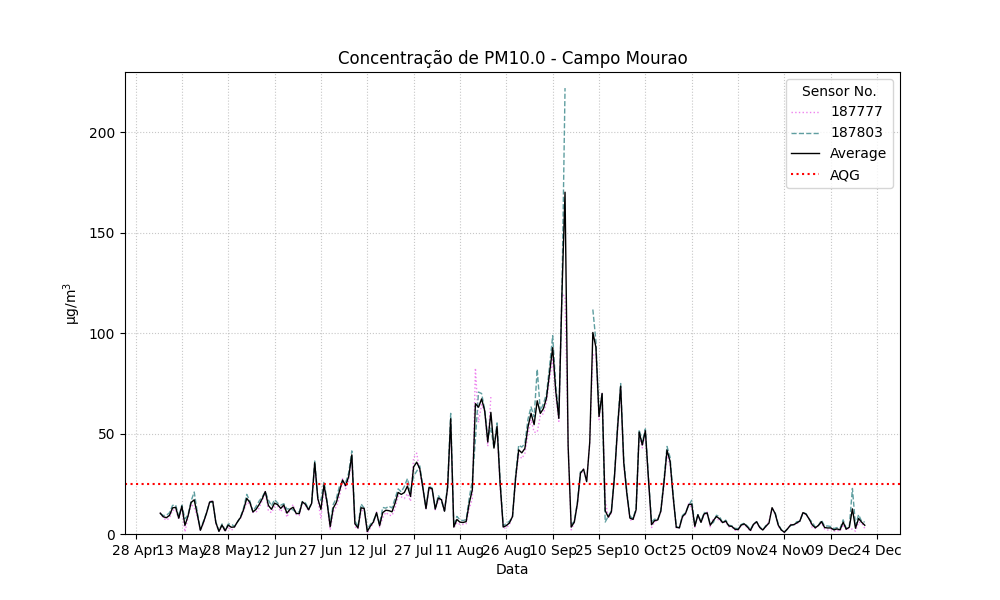 Concentração de PM10.0 - Campo Mourao
Sensor No.
187777
187803
Average
AQG
200
150
100
50
0
µg/m³
28 Apr 13 May 28 May 12 Jun 27 Jun 12 Jul 27 Jul 11 Aug 26 Aug 10 Sep 25 Sep 10 Oct 25 Oct 09 Nov 24 Nov 09 Dec 24 Dec
Data